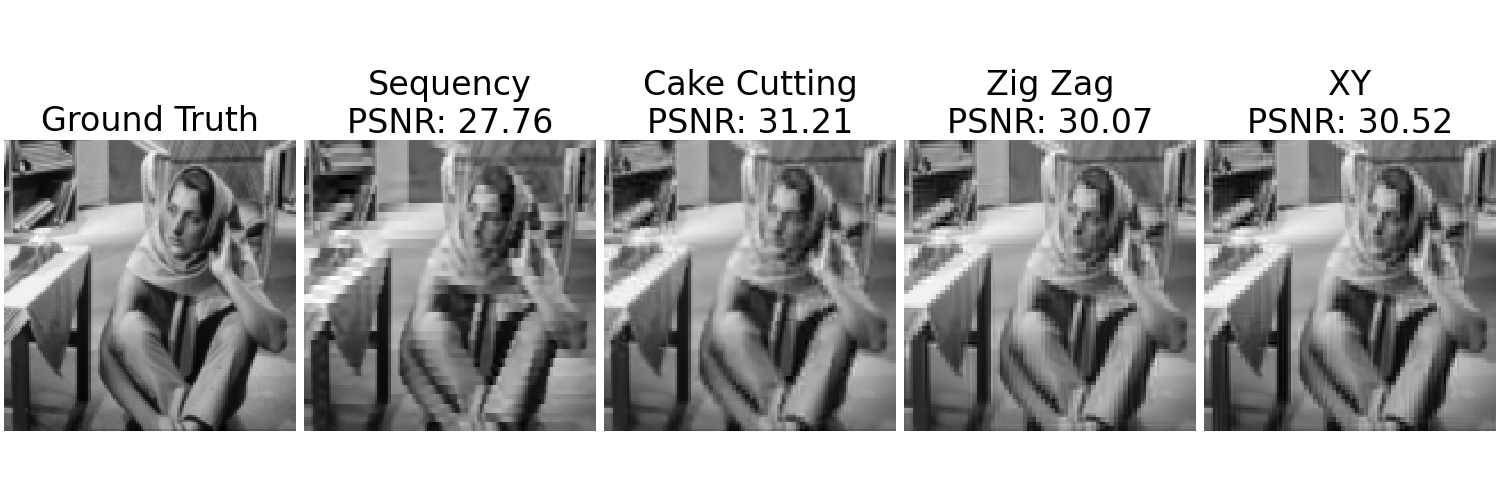 Ground Truth
Sequency
PSNR: 27.76
Cake Cutting
PSNR: 31.21
Zig Zag
PSNR: 30.07
XY
PSNR: 30.52